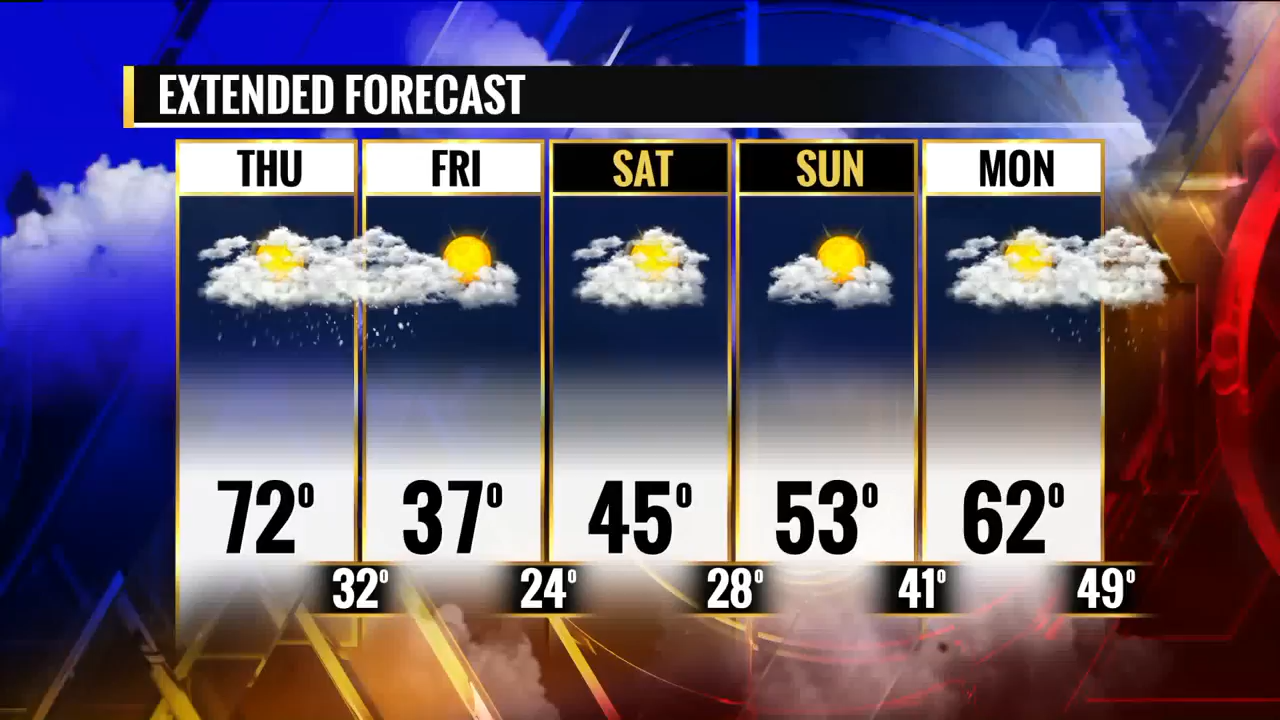 EXTENDED FORECAST
THU FRI SAT SUN MON
72° 37° 45° 53° 62°
32° 24° 28° 41° 49°